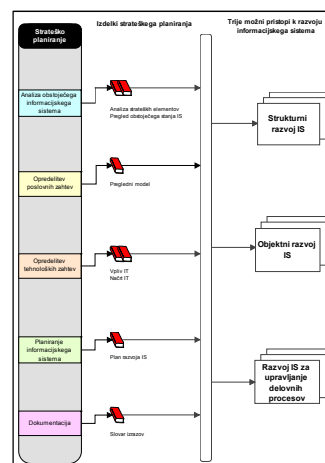 Strateško
planiranje
Izdelki strateškega planiranja
Trije možni pristopi k razvoju
informacijskega sistema
Analiza obstoječega
informacijskega
sistema
Analiza strateških elementov
Pregled obstoječega stanja IS
Strukturni
razvoj IS
Opredelitev
poslovnih zahtev
Pregledni model
Opredelitev
tehnoloških zahtev
Vpliv IT
Načrt IT
Objektni razvoj
IS
Planiranje
informacijskega
sistema
Plan razvoja IS
Razvoj IS za
upravljanje
delovnih
procesov
Dokumentacija
Slovar izrazov